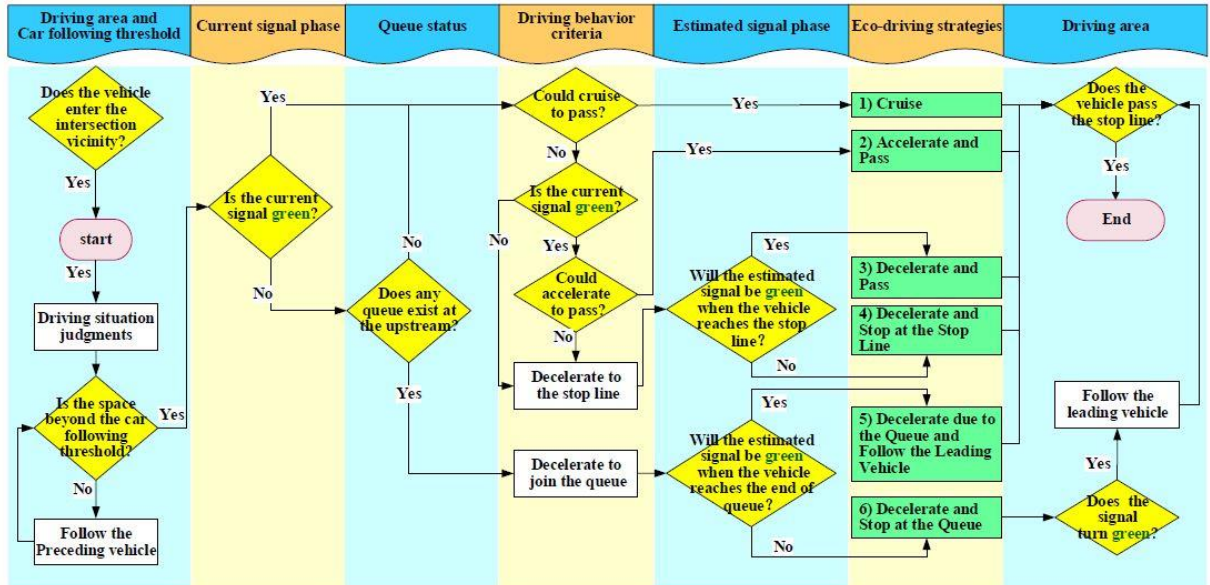 Driving area and
Car following threshold
Current signal phase
Queue status
Driving behavior
criteria
Estimated signal phase
Eco-driving strategies
Driving area
Does the vehicle
enter the
intersection
vicinity?
Yes
start
Yes
Driving situation
judgments
Is the space
beyond the car
following
threshold?
Yes
No
Follow the
Preceding vehicle
Yes
Is the current
signal green?
No
No
Does any
queue exist at
the upstream?
Yes
Could cruise
to pass?
No
Is the current
signal green?
No
Yes
Could
accelerate
to pass?
No
Decelerate to
the stop line
Decelerate to
join the queue
Yes
Yes
Yes
Will the estimated
signal be green
when the vehicle
reaches the stop
line?
No
Yes
Will the estimated
signal be green
when the vehicle
reaches the end of
queue?
No
1) Cruise
2) Accelerate and
Pass
3) Decelerate and
Pass
4) Decelerate and
Stop at the Stop
Line
5) Decelerate due to
the Queue and
Follow the Leading
Vehicle
6) Decelerate and
Stop at the Queue
Does the
vehicle pass
the stop line?
Yes
End
Follow the
leading vehicle
Yes
Does the
signal
turn green?